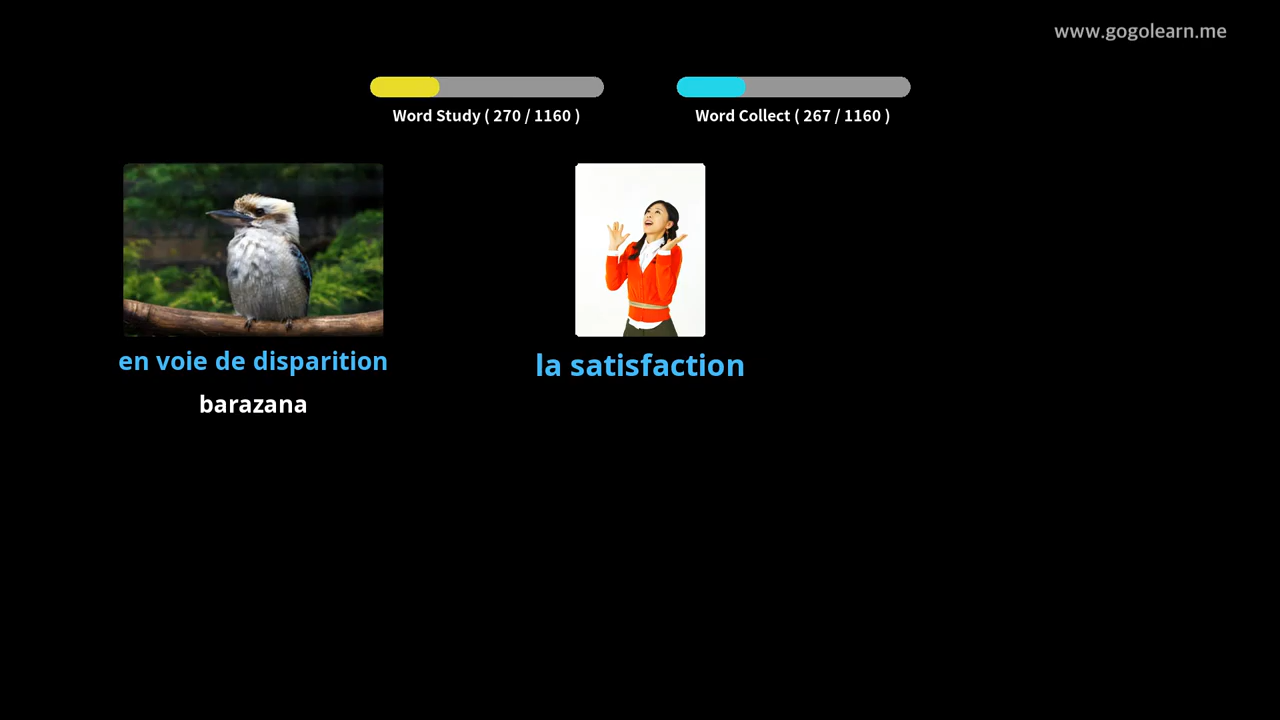 www.gogolearn.me
Word Study ( 270 / 1160 )
Word Collect ( 267 / 1160 )
en voie de disparition
barazana
la satisfaction